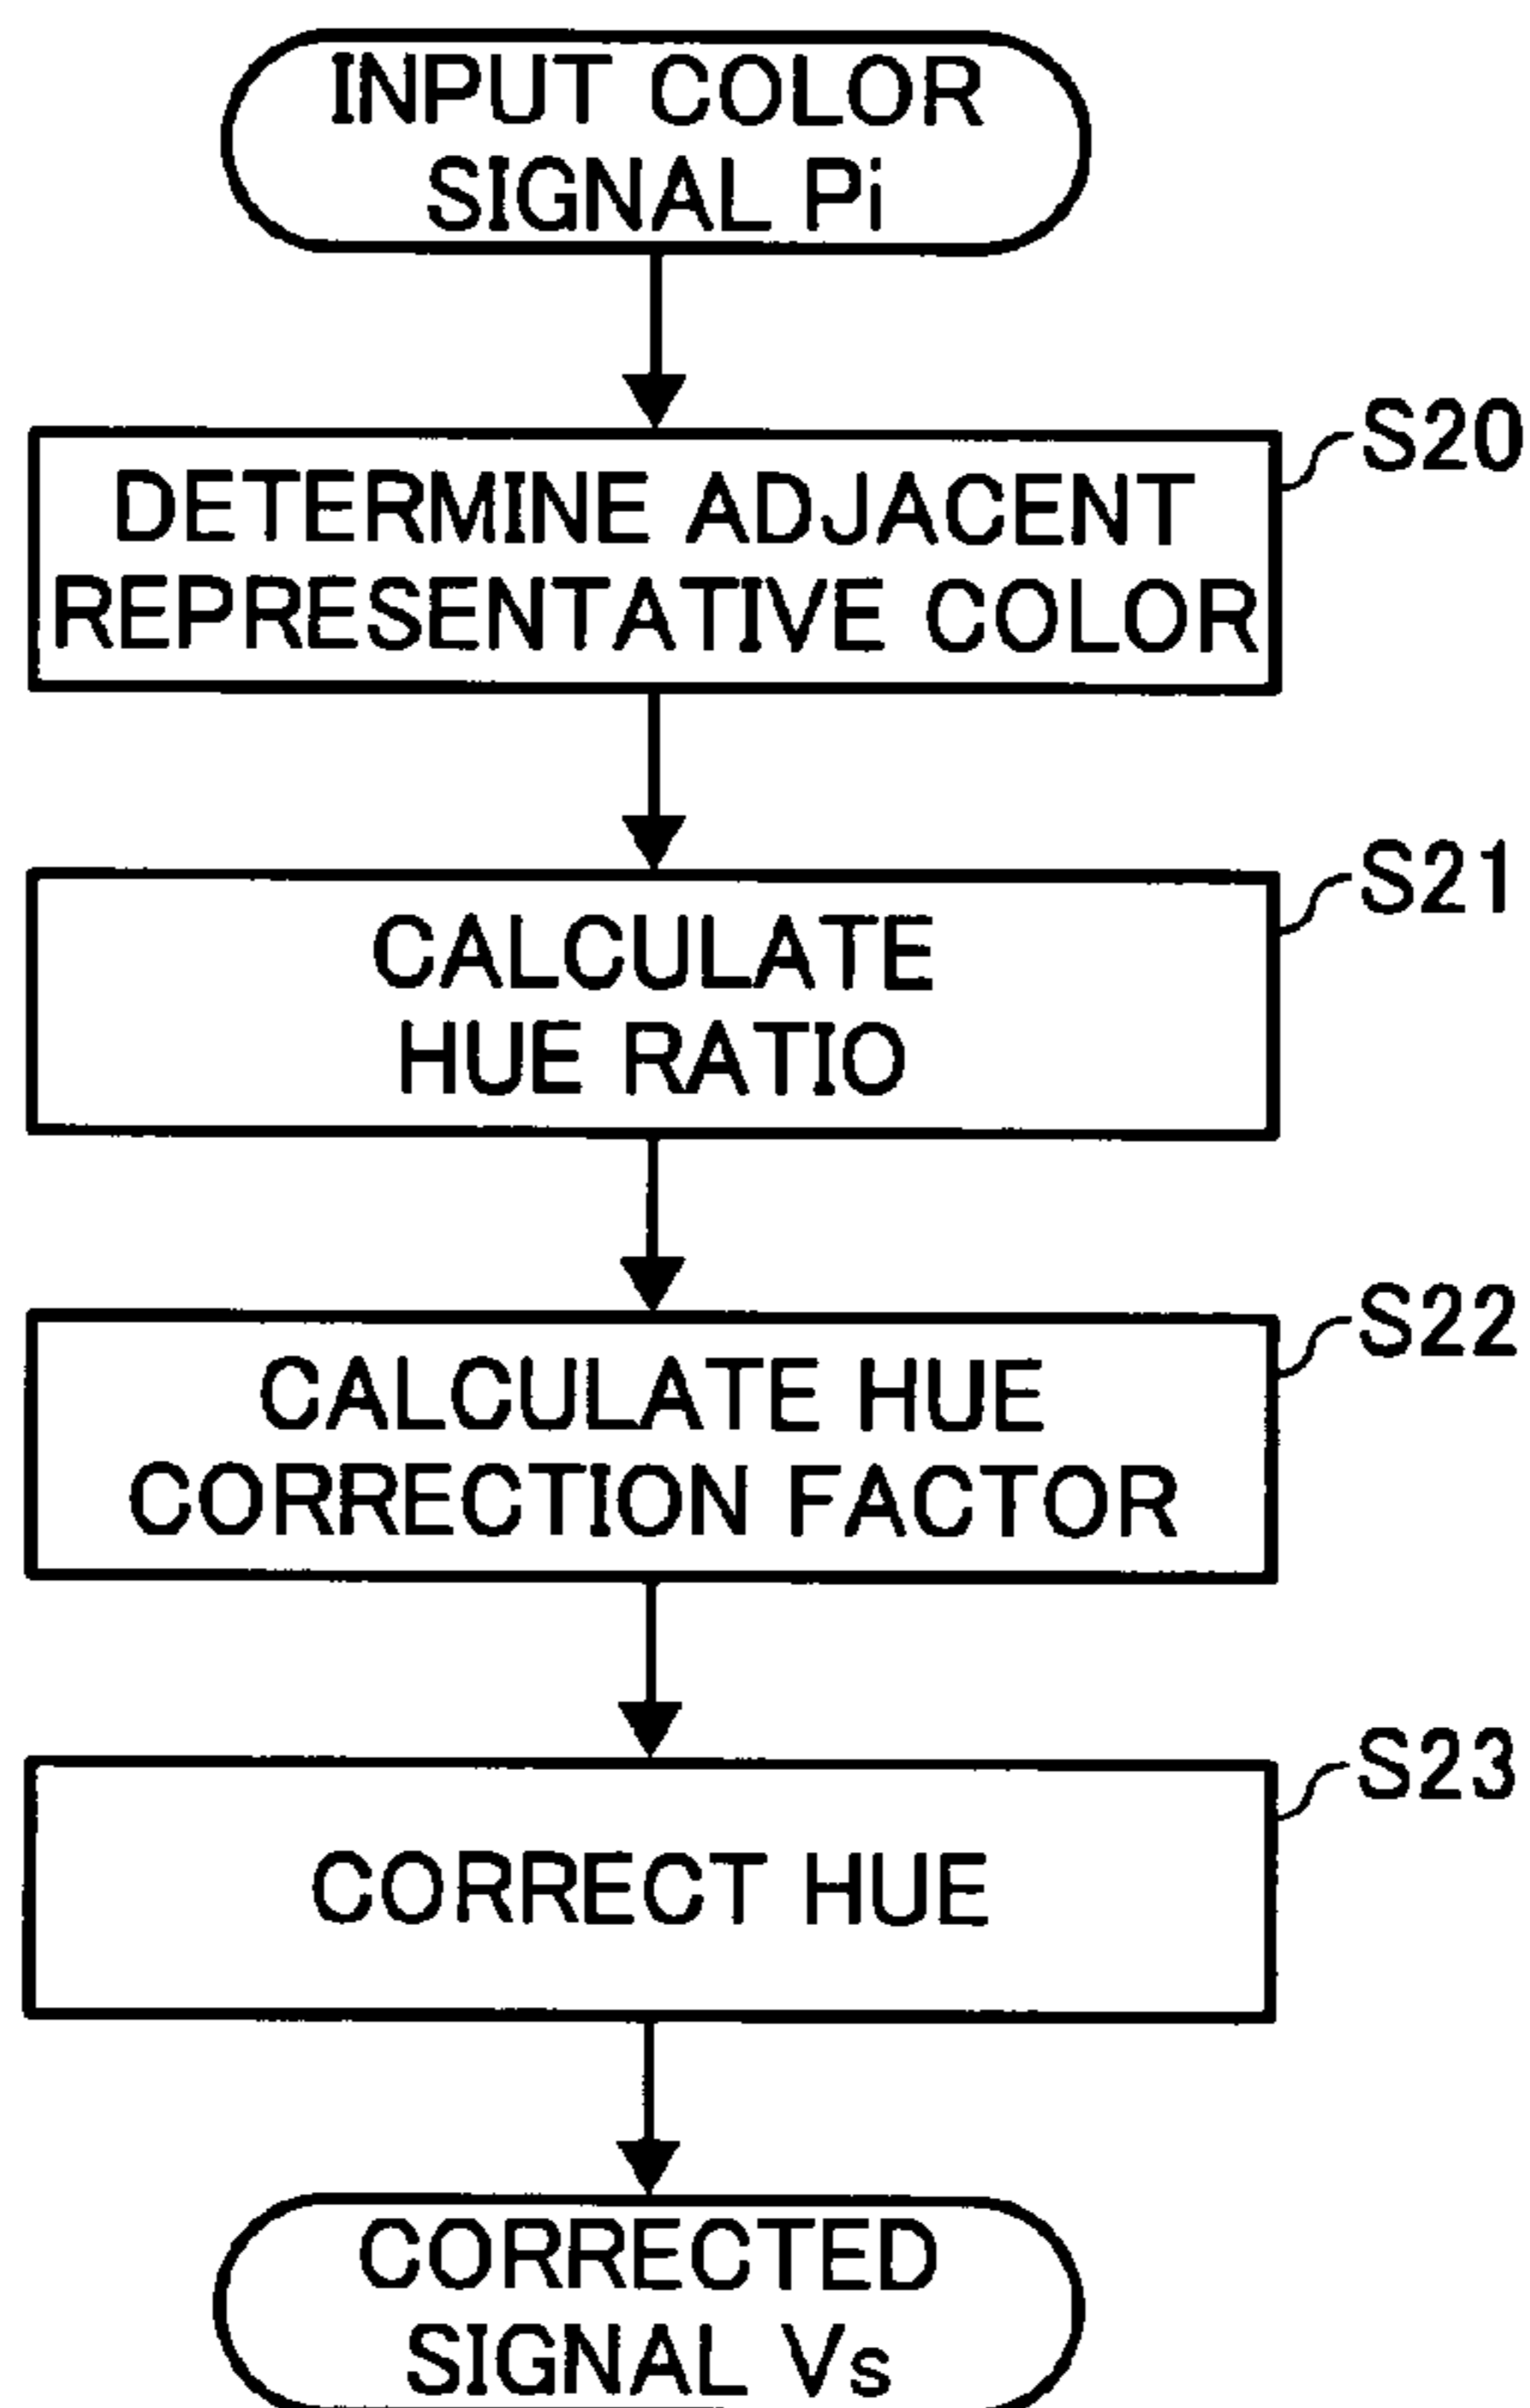 INPUT COLOR
SIGNAL Pi
S20
DETERMINE ADJACENT
REPRESENTATIVE COLOR
S21
CALCULATE
HUE RATIO
S22
CALCULATE HUE
CORRECTION FACTOR
S23
CORRECT HUE
CORRECTED
SIGNAL Vs